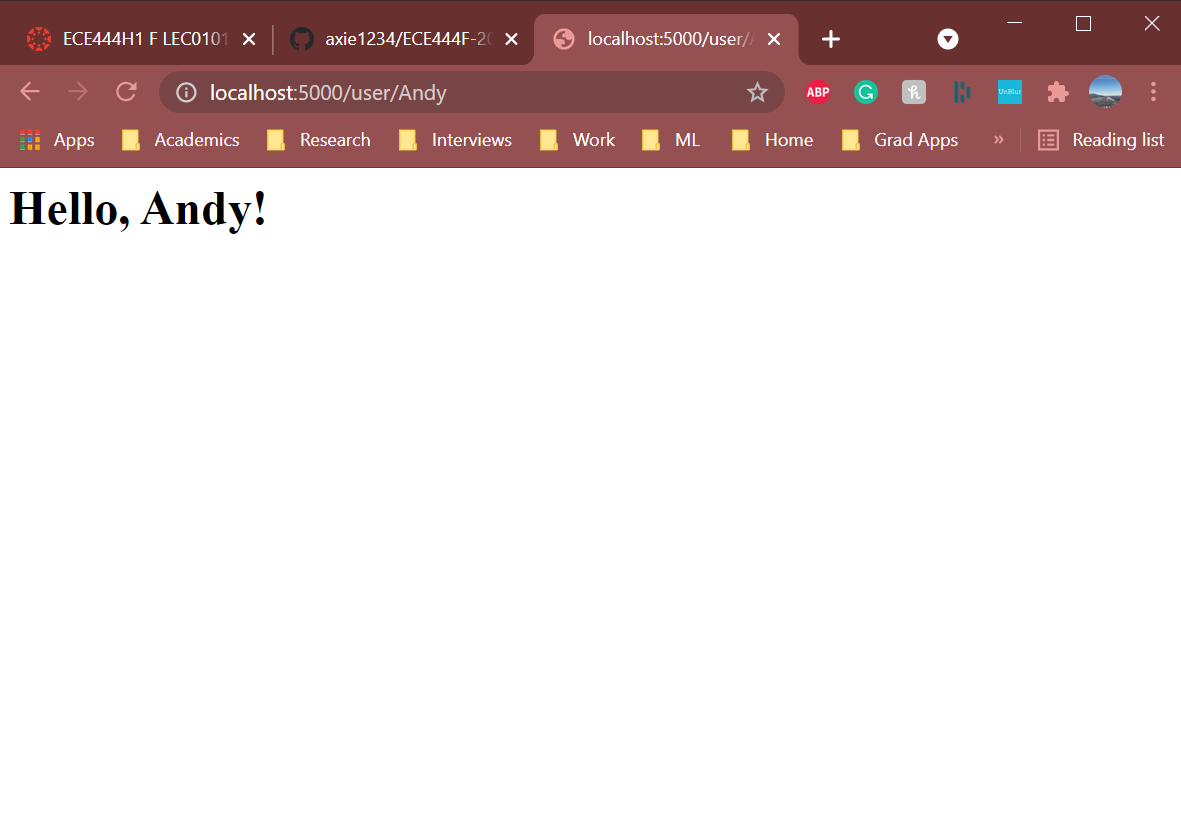 ECE444H1 F LEC0101 axie1234/ECE444F-20 localhost:5000/user/
localhost:5000/user/Andy ABP UnBlur
Apps Academics Research Interviews Work ML Home Grad Apps » Reading list
Hello, Andy!